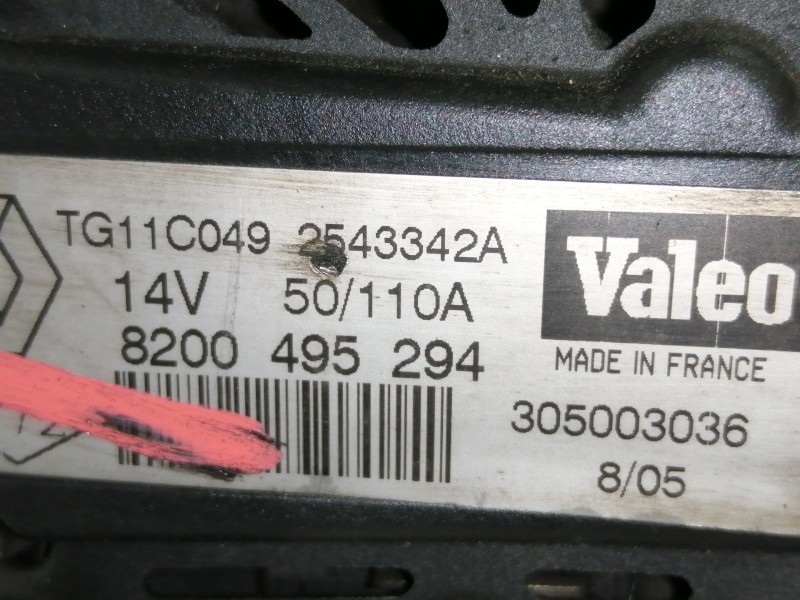 TG11C049 2543342A
14V 50/110A
8200 495 294
Valeo
MADE IN FRANCE
305003036
8/05